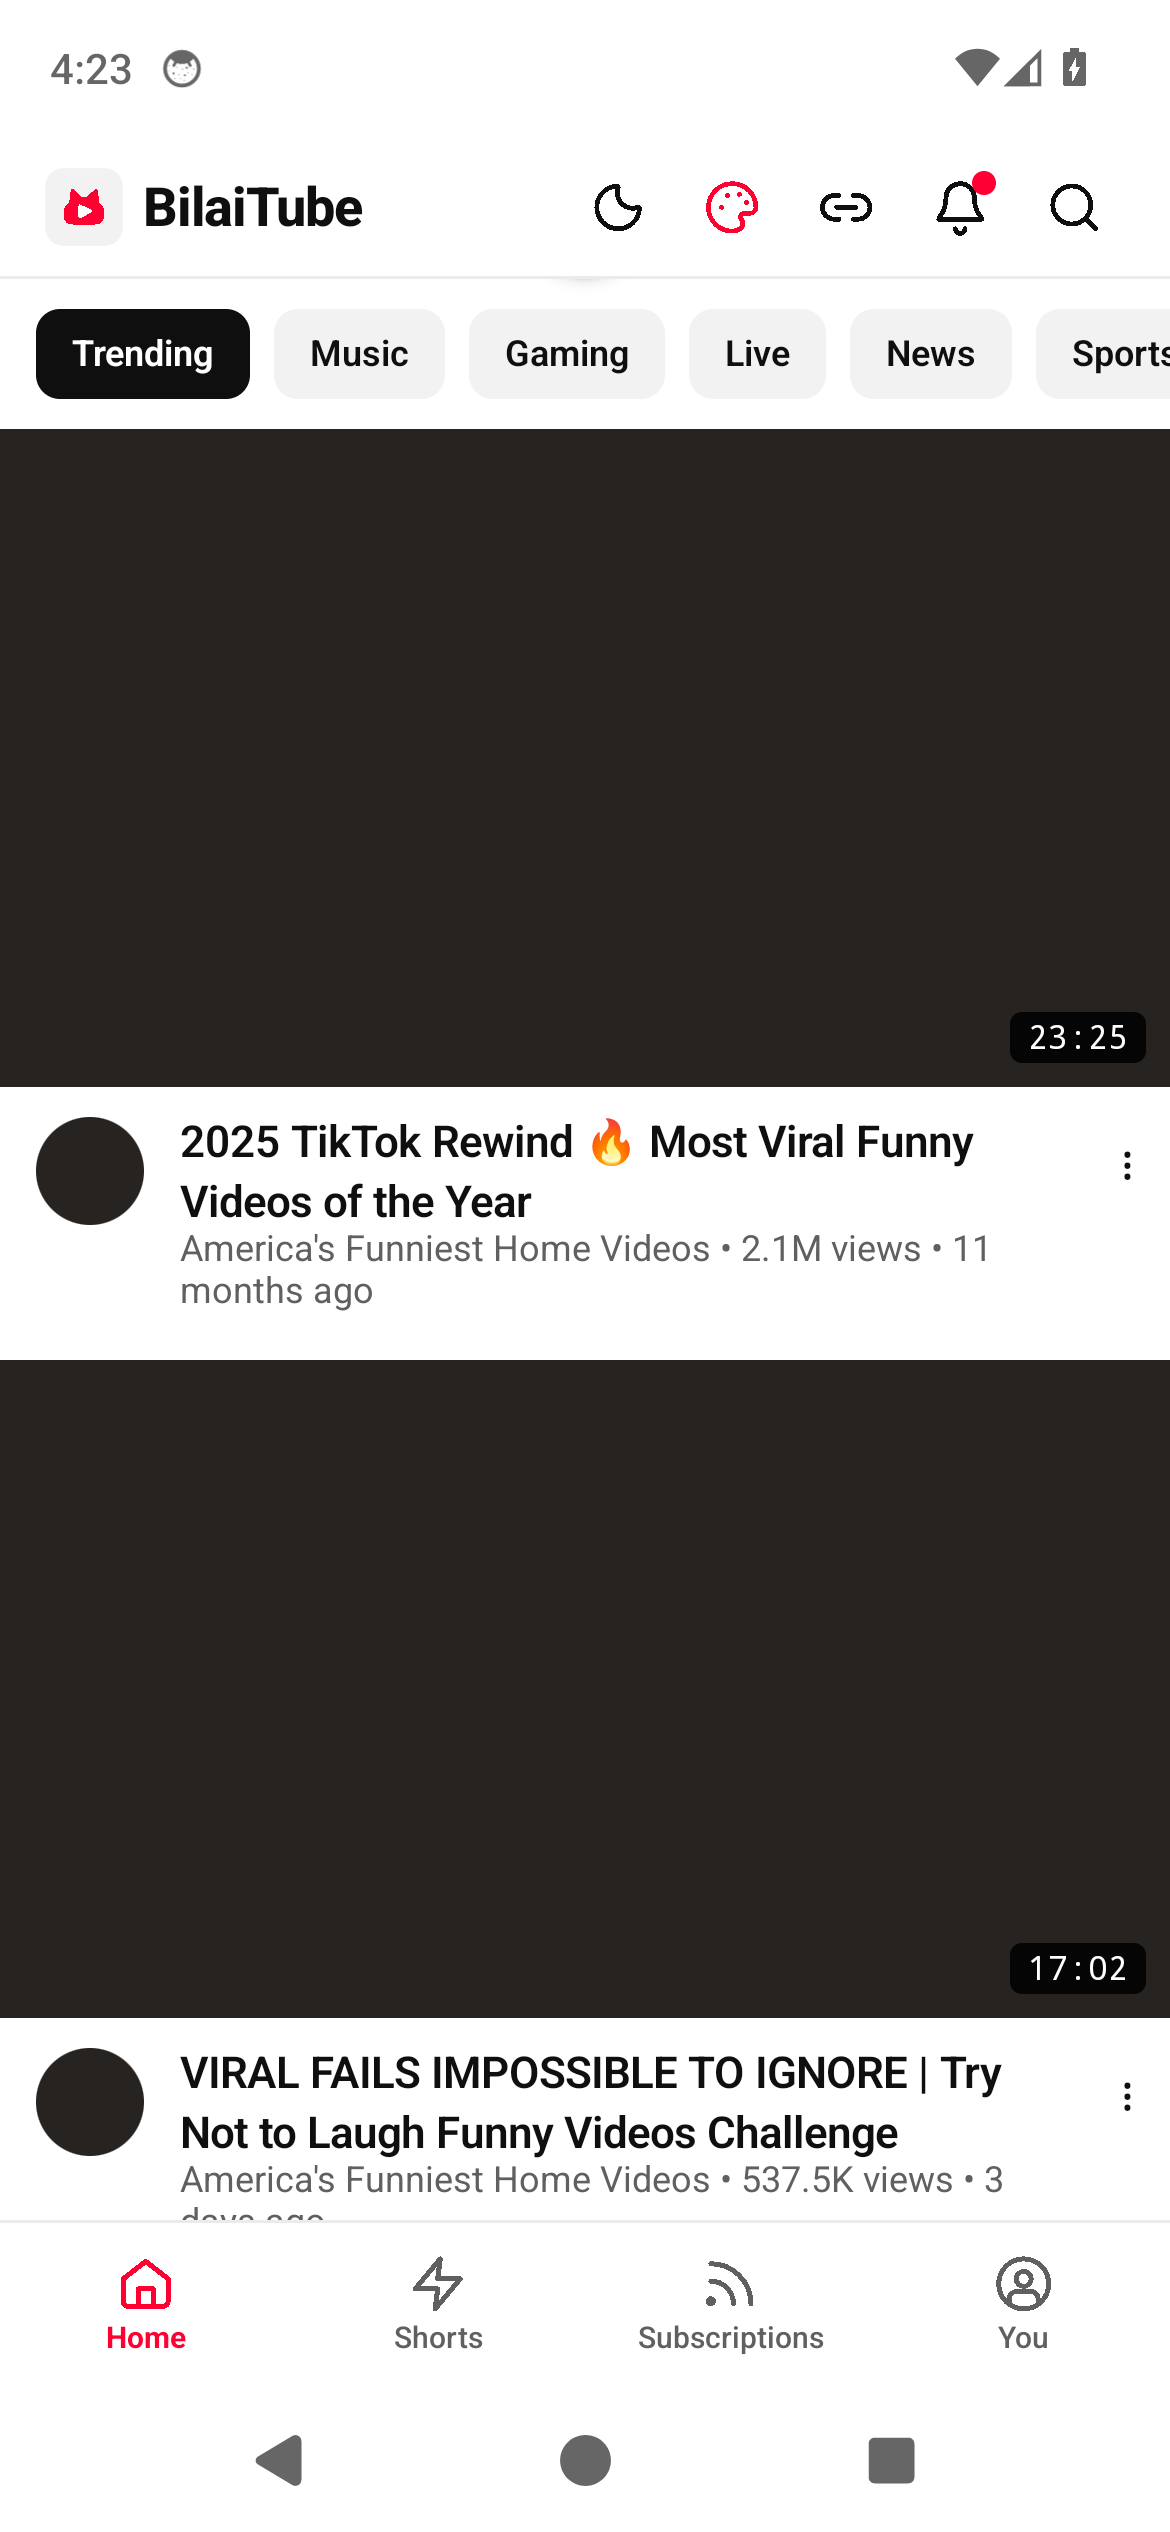 4:23
BilaiTube
Trending
Music
Gaming
Live
News
Sports
23:25
2025 TikTok Rewind 🔥 Most Viral Funny
Videos of the Year
America's Funniest Home Videos • 2.1M views • 11
months ago
17:02
VIRAL FAILS IMPOSSIBLE TO IGNORE | Try
Not to Laugh Funny Videos Challenge
America's Funniest Home Videos • 537.5K views • 3
days ago
Home
Shorts
Subscriptions
You